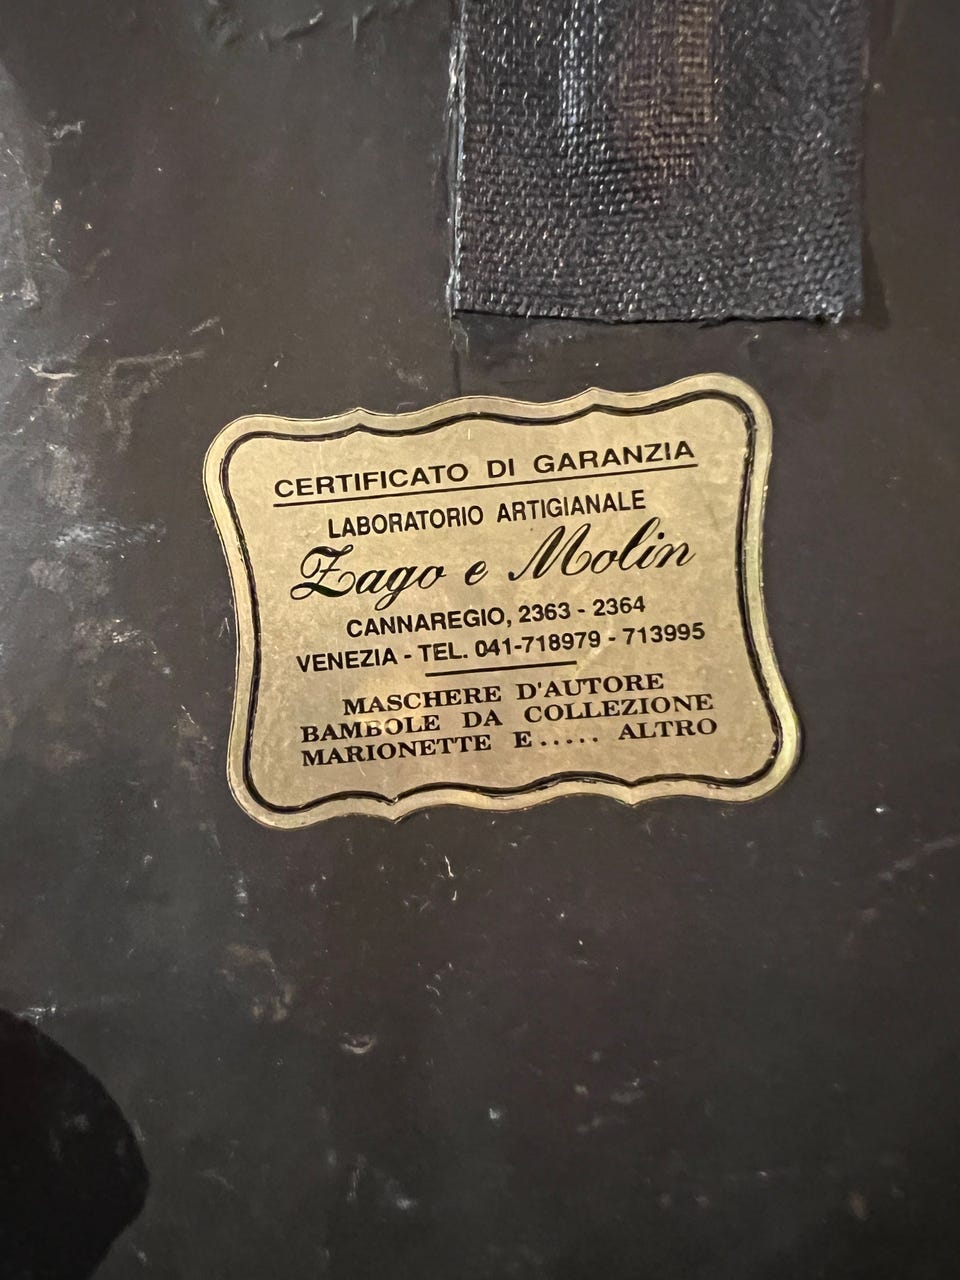 CERTIFICATO DI GARANZIA
LABORATORIO ARTIGIANALE
Zago e Molin
CANNAREGIO, 2363 - 2364
VENEZIA - TEL. 041-718979 - 713995
MASCHERE D'AUTORE
BAMBOLE DA COLLEZIONE
MARIONETTE E..... ALTRO